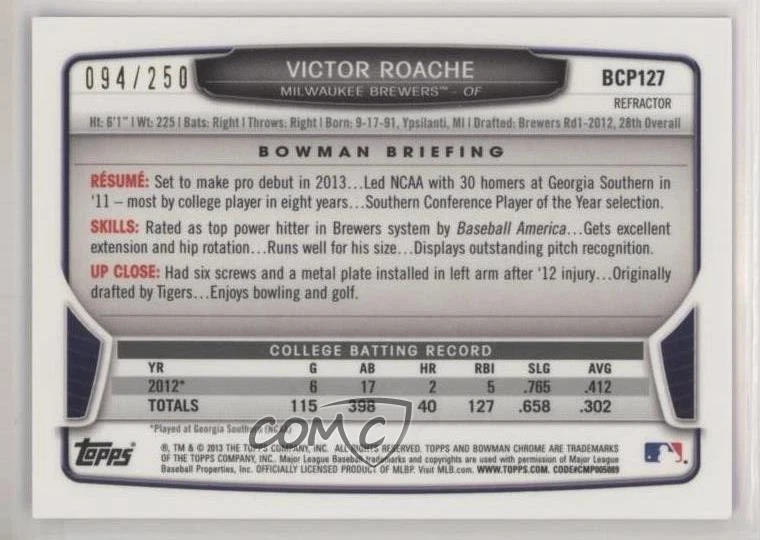 094/250
VICTOR ROACHE
MILWAUKEE BREWERS™ - OF
BCP127
REFRACTOR
Ht: 6'1" | Wt: 225 | Bats: Right | Throws: Right | Born: 9-17-91, Ypsilanti, MI | Drafted: Brewers Rd1-2012, 28th Overall
BOWMAN BRIEFING
RÉSUMÉ: Set to make pro debut in 2013...Led NCAA with 30 homers at Georgia Southern in
'11 – most by college player in eight years...Southern Conference Player of the Year selection.
SKILLS: Rated as top power hitter in Brewers system by Baseball America...Gets excellent
extension and hip rotation...Runs well for his size...Displays outstanding pitch recognition.
UP CLOSE: Had six screws and a metal plate installed in left arm after '12 injury...Originally
drafted by Tigers...Enjoys bowling and golf.
COLLEGE BATTING RECORD
YR G AB HR RBI SLG AVG
2012* 6 17 2 5 .765 .412
TOTALS 115 398 40 127 .658 .302
*Played at Georgia Southern (NCAA)
COMC
Topps
®, TM & © 2013 THE TOPPS COMPANY, INC. ALL RIGHTS RESERVED. TOPPS AND BOWMAN CHROME ARE TRADEMARKS
OF THE TOPPS COMPANY, INC. Major League Baseball trademarks and copyrights are used with permission of Major League
Baseball Properties, Inc. OFFICIALLY LICENSED PRODUCT OF MLBP. Visit MLB.com. WWW.TOPPS.COM. CODE#CMP005089